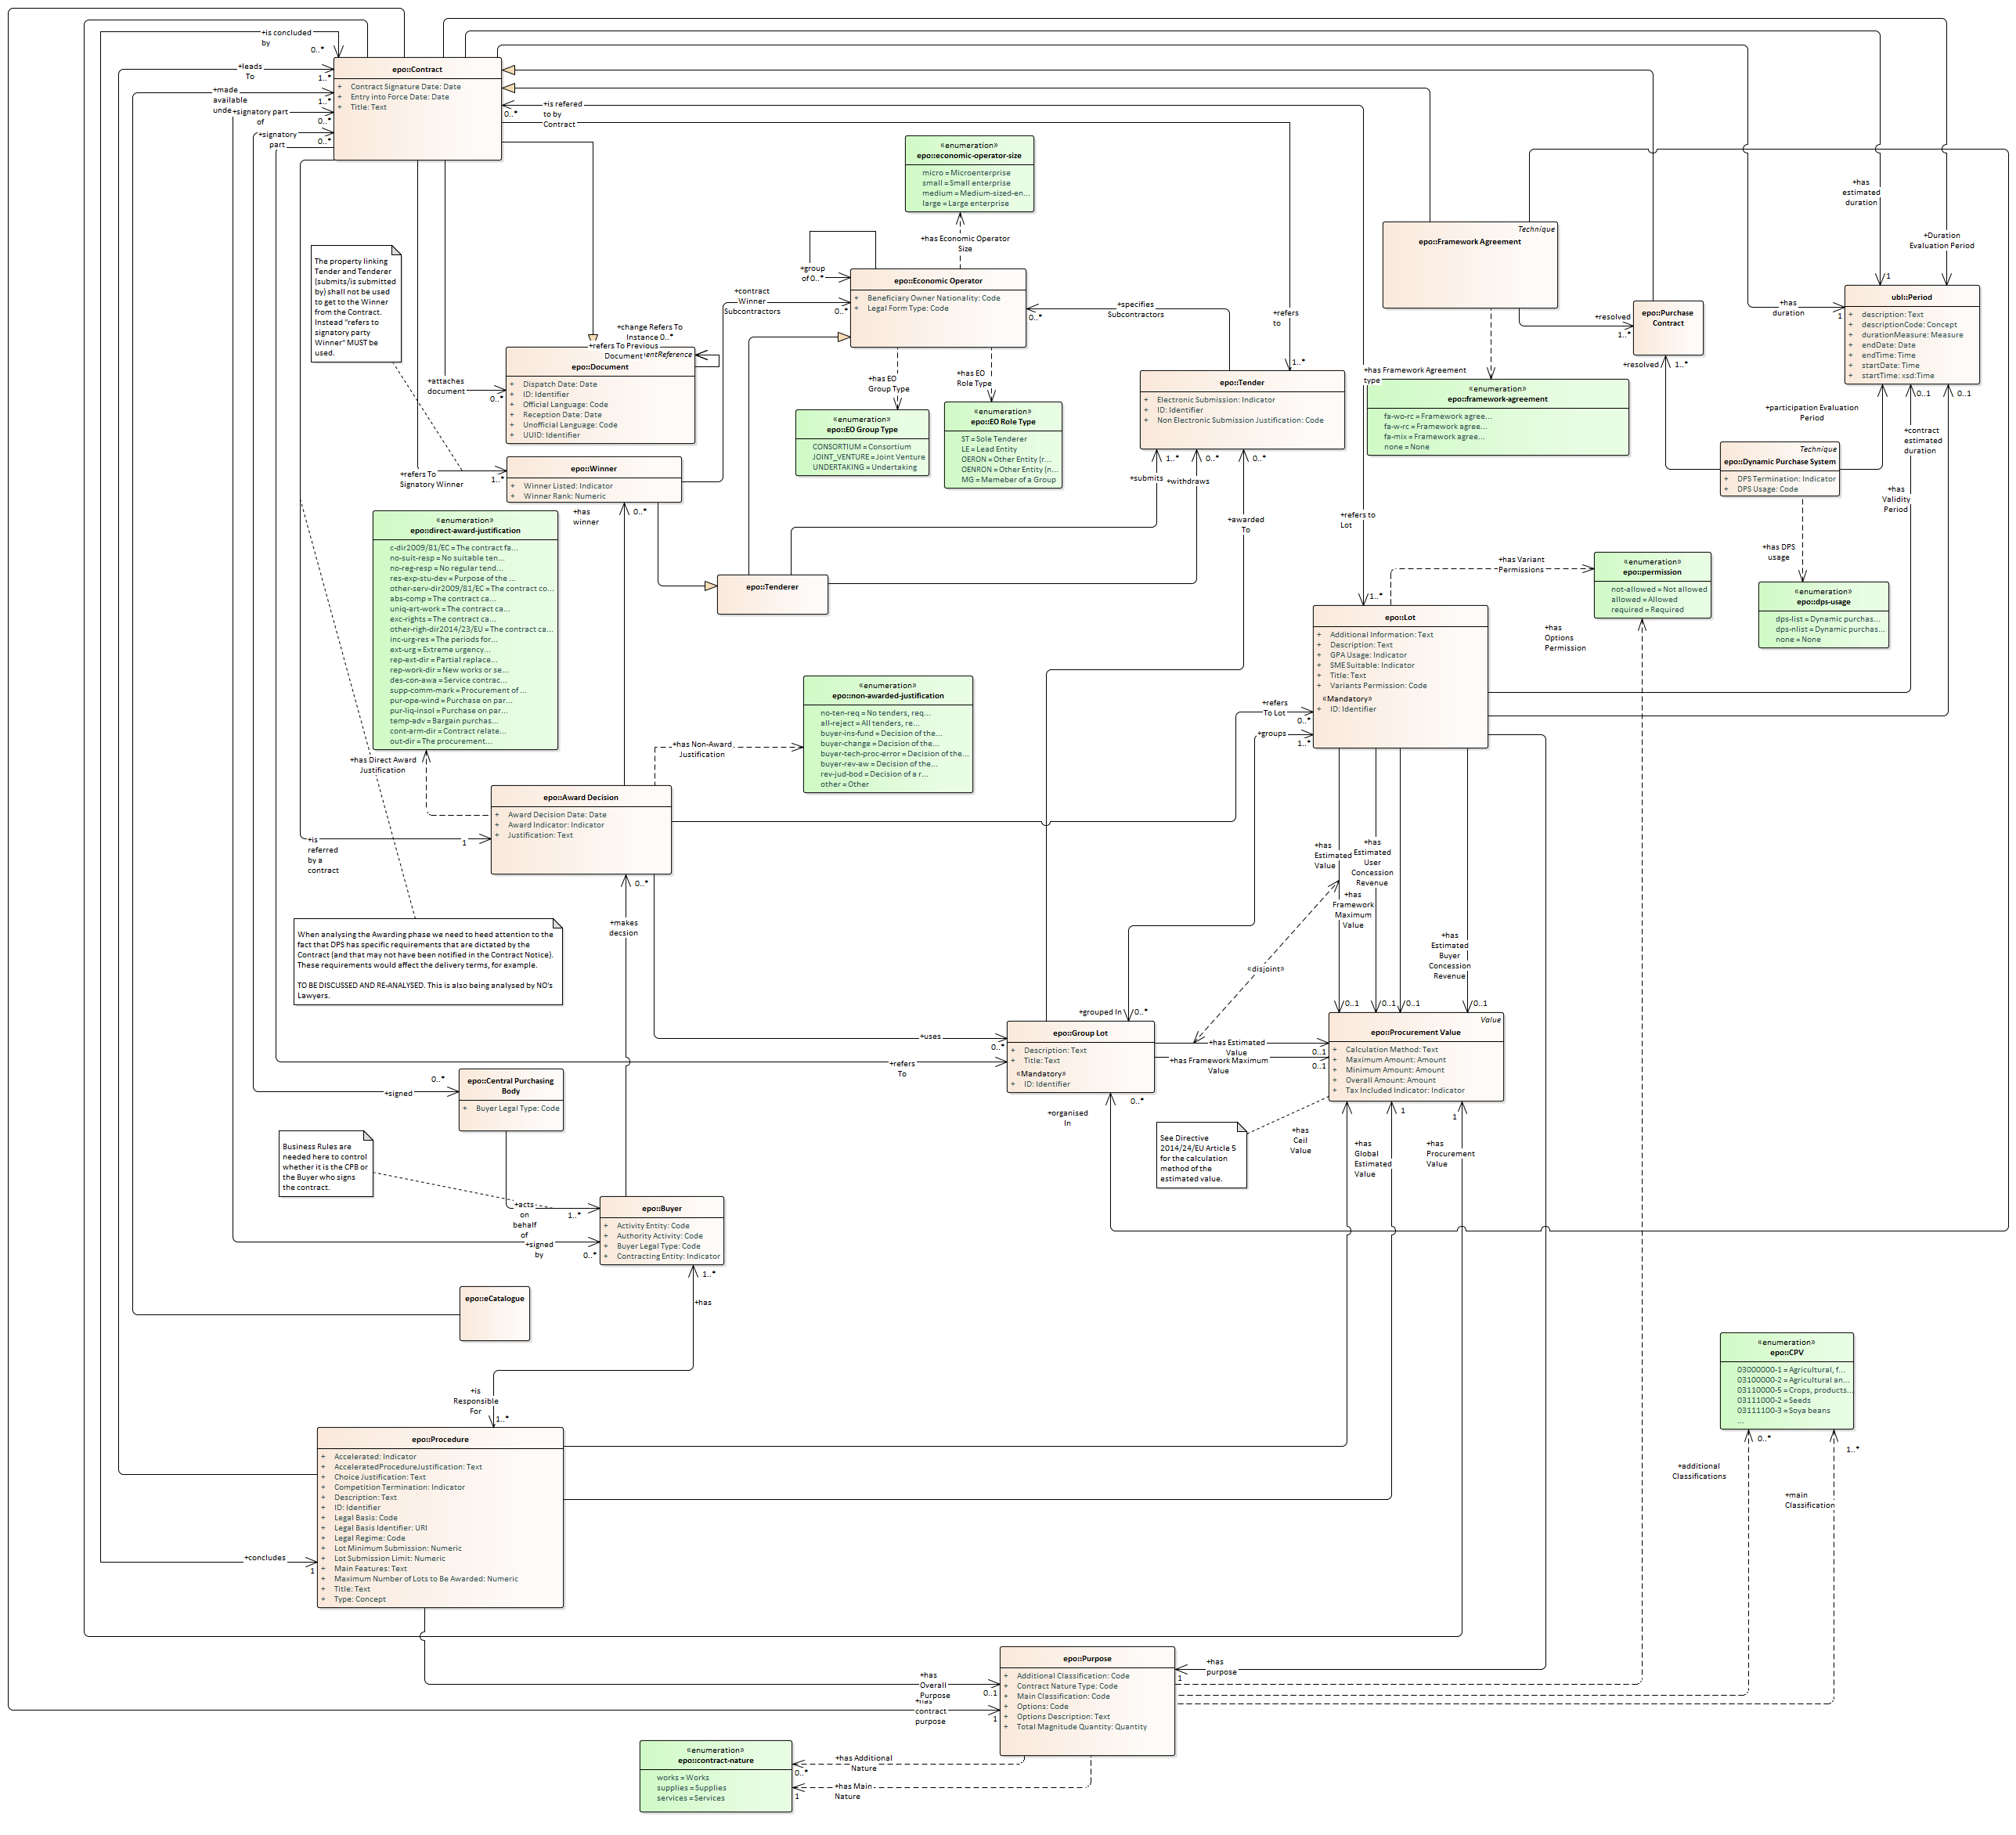 +is concluded
by
0..*
+leads
To
1..*
+made
available
unde
1..*
+signatory part
of
0..*
+signatory
part
0..*
epo::Contract
+ Contract Signature Date: Date
+ Entry into Force Date: Date
+ Title: Text
+is refered
to by
Contract
0..*
«enumeration»
epo::economic-operator-size
micro = Microenterprise
small = Small enterprise
medium = Medium-sized-en...
large = Large enterprise
+has Economic Operator
Size
+group
of 0..*
epo::Economic Operator
+ Beneficiary Owner Nationality: Code
+ Legal Form Type: Code
+contract
Winner
Subcontractors
0..*
+specifies
Subcontractors
0..*
+refers
to
1..*
Technique
epo::Framework Agreement
+resolved
1..*
epo::Purchase
Contract
+resolved
1..*
+has
estimated
duration
1
+Duration
Evaluation Period
+has
duration
1
ubl::Period
+ description: Text
+ descriptionCode: Concept
+ durationMeasure: Measure
+ endDate: Date
+ endTime: Time
+ startDate: Time
+ startTime: xsd:Time
0..1
0..1
+participation Evaluation
Period
+contract
estimated
duration
+has
Validity
Period
The property linking
Tender and Tenderer
(submits/is submitted
by) shall not be used
to get to the Winner
from the Contract.
Instead "refers to
signatory party
Winner" MUST be
used.
+change Refers To
Instance 0..*
+refers To Previous
Document
entReference
epo::Document
+ Dispatch Date: Date
+ ID: Identifier
+ Official Language: Code
+ Reception Date: Date
+ Unofficial Language: Code
+ UUID: Identifier
+attaches
document
0..*
+has EO
Group Type
+has EO
Role Type
«enumeration»
epo::EO Group Type
CONSORTIUM = Consortium
JOINT_VENTURE = Joint Venture
UNDERTAKING = Undertaking
«enumeration»
epo::EO Role Type
ST = Sole Tenderer
LE = Lead Entity
OERON = Other Entity (r...
OENRON = Other Entity (n...
MG = Memeber of a Group
epo::Tender
+ Electronic Submission: Indicator
+ ID: Identifier
+ Non Electronic Submission Justification: Code
+has Framework Agreement
type
«enumeration»
epo::framework-agreement
fa-wo-rc = Framework agree...
fa-w-rc = Framework agree...
fa-mix = Framework agree...
none = None
Technique
epo::Dynamic Purchase System
+ DPS Termination: Indicator
+ DPS Usage: Code
+has DPS
usage
«enumeration»
epo::dps-usage
dps-list = Dynamic purchas...
dps-nlist = Dynamic purchas...
none = None
+refers To
Signatory Winner
1..*
epo::Winner
+ Winner Listed: Indicator
+ Winner Rank: Numeric
+has
winner
0..*
+submits
1..*
+withdraws
0..*
0..*
+awarded
To
+refers to
Lot
1..*
epo::Tenderer
«enumeration»
epo::direct-award-justification
c-dir2009/81/EC = The contract fa...
no-suit-resp = No suitable ten...
no-reg-resp = No regular tend...
res-exp-stu-dev = Purpose of the ...
other-serv-dir2009/81/EC = The contract co...
abs-comp = The contract ca...
uniq-art-work = The contract ca...
exc-rights = The contract ca...
other-righ-dir2014/23/EU = The contract ca...
inc-urg-res = The periods for...
ext-urg = Extreme urgency...
rep-ext-dir = Partial replace...
rep-work-dir = New works or se...
des-con-awa = Service contrac...
supp-comm-mark = Procurement of ...
pur-ope-wind = Purchase on par...
pur-liq-insol = Purchase on par...
temp-adv = Bargain purchas...
cont-arm-dir = Contract relate...
out-dir = The procurement...
+has Direct Award
Justification
+has Variant
Permissions
«enumeration»
epo::permission
not-allowed = Not allowed
allowed = Allowed
required = Required
+has
Options
Permission
epo::Lot
+ Additional Information: Text
+ Description: Text
+ GPA Usage: Indicator
+ SME Suitable: Indicator
+ Title: Text
+ Variants Permission: Code
«Mandatory»
+ ID: Identifier
«enumeration»
epo::non-awarded-justification
no-ten-req = No tenders, req...
all-reject = All tenders, re...
buyer-ins-fund = Decision of the...
buyer-change = Decision of the...
buyer-tech-proc-error = Decision of the...
buyer-rev-aw = Decision of the...
rev-jud-bod = Decision of a r...
other = Other
+has Non-Award
Justification
+refers
To Lot
0..*
+groups
1..*
epo::Award Decision
+ Award Decision Date: Date
+ Award Indicator: Indicator
+ Justification: Text
+is
referred
by a
contract
1
0..*
+makes
decsion
+has
Estimated
Value
+has
Estimated
User
Concession
Revenue
+has
Framework
Maximum
Value
+has
Estimated
Buyer
Concession
Revenue
«disjoint»
0..1
0..1
0..1
0..1
When analysing the Awarding phase we need to heed attention to the
fact that DPS has specific requirements that are dictated by the
Contract (and that may not have been notified in the Contract Notice).
These requirements would affect the delivery terms, for example.
TO BE DISCUSSED AND RE-ANALYSED. This is also being analysed by NO's
Lawyers.
+grouped In
0..*
+uses
0..*
+refers
To
epo::Group Lot
+ Description: Text
+ Title: Text
«Mandatory»
+ ID: Identifier
+has Estimated
Value
0..1
+has Framework Maximum
Value
0..1
Value
epo::Procurement Value
+ Calculation Method: Text
+ Maximum Amount: Amount
+ Minimum Amount: Amount
+ Overall Amount: Amount
+ Tax Included Indicator: Indicator
+organised
In
0..*
See Directive
2014/24/EU Article 5
for the calculation
method of the
estimated value.
+has
Ceil
Value
+has
Global
Estimated
Value
1
+has
Procurement
Value
1
0..*
+signed
epo::Central Purchasing
Body
+ Buyer Legal Type: Code
Business Rules are
needed here to control
whether it is the CPB or
the Buyer who signs
the contract.
+acts
on
behalf
of
1..*
+signed
by
0..*
epo::Buyer
+ Activity Entity: Code
+ Authority Activity: Code
+ Buyer Legal Type: Code
+ Contracting Entity: Indicator
1..*
+has
epo::eCatalogue
+is
Responsible
For
1..*
epo::Procedure
+ Accelerated: Indicator
+ AcceleratedProcedureJustification: Text
+ Choice Justification: Text
+ Competition Termination: Indicator
+ Description: Text
+ ID: Identifier
+ Legal Basis: Code
+ Legal Basis Identifier: URI
+ Legal Regime: Code
+ Lot Minimum Submission: Numeric
+ Lot Submission Limit: Numeric
+ Main Features: Text
+ Maximum Number of Lots to Be Awarded: Numeric
+ Title: Text
+ Type: Concept
+concludes
1
«enumeration»
epo::CPV
03000000-1 = Agricultural, f...
03100000-2 = Agricultural an...
03110000-5 = Crops, products...
03111000-2 = Seeds
03111100-3 = Soya beans
...
0..*
1..*
+additional
Classifications
+main
Classification
epo::Purpose
+ Additional Classification: Code
+ Contract Nature Type: Code
+ Main Classification: Code
+ Options: Code
+ Options Description: Text
+ Total Magnitude Quantity: Quantity
+has
purpose
1
+has
Overall
Purpose
0..1
+has
contract
purpose
1
«enumeration»
epo::contract-nature
works = Works
supplies = Supplies
services = Services
+has Additional
Nature
0..*
+has Main
Nature
1